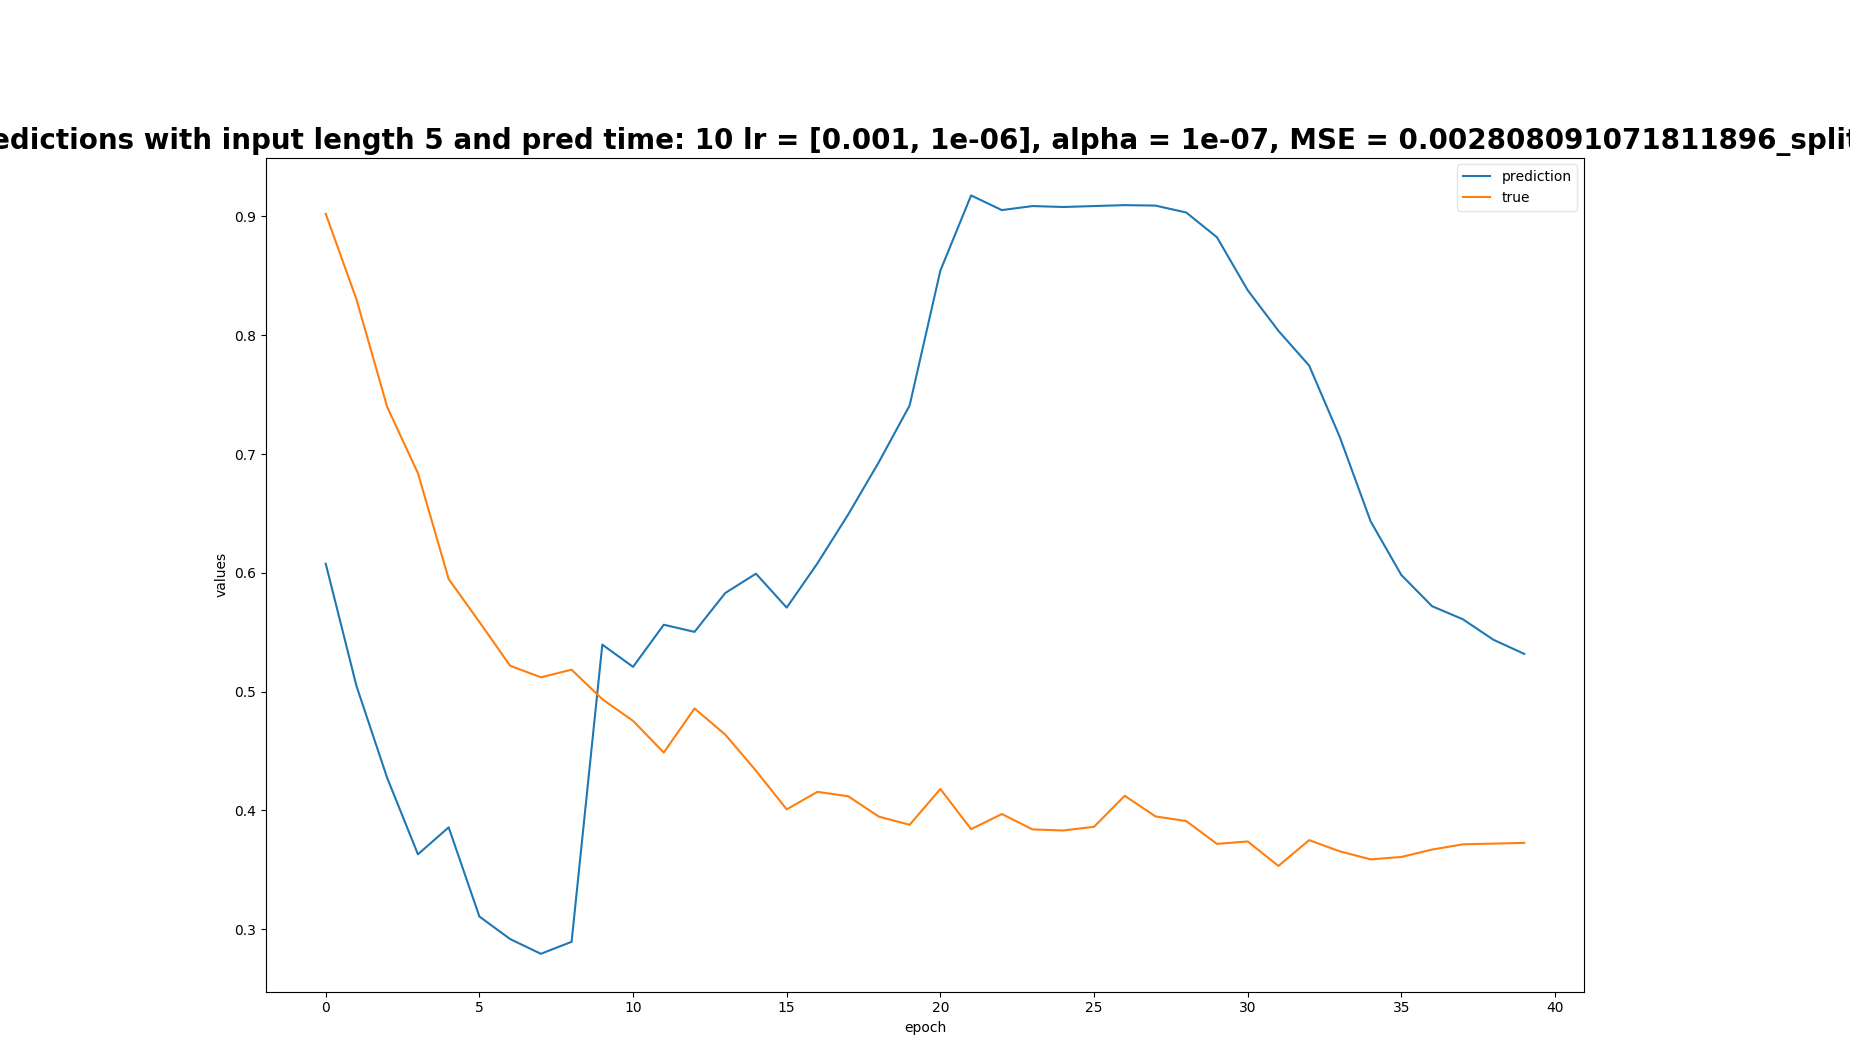 edictions with input length 5 and pred time: 10 lr = [0.001, 1e-06], alpha = 1e-07, MSE = 0.002808091071811896_split
prediction
true
0.9
0.8
0.7
0.6
0.5
0.4
0.3
values
0 5 10 15 20 25 30 35 40
epoch